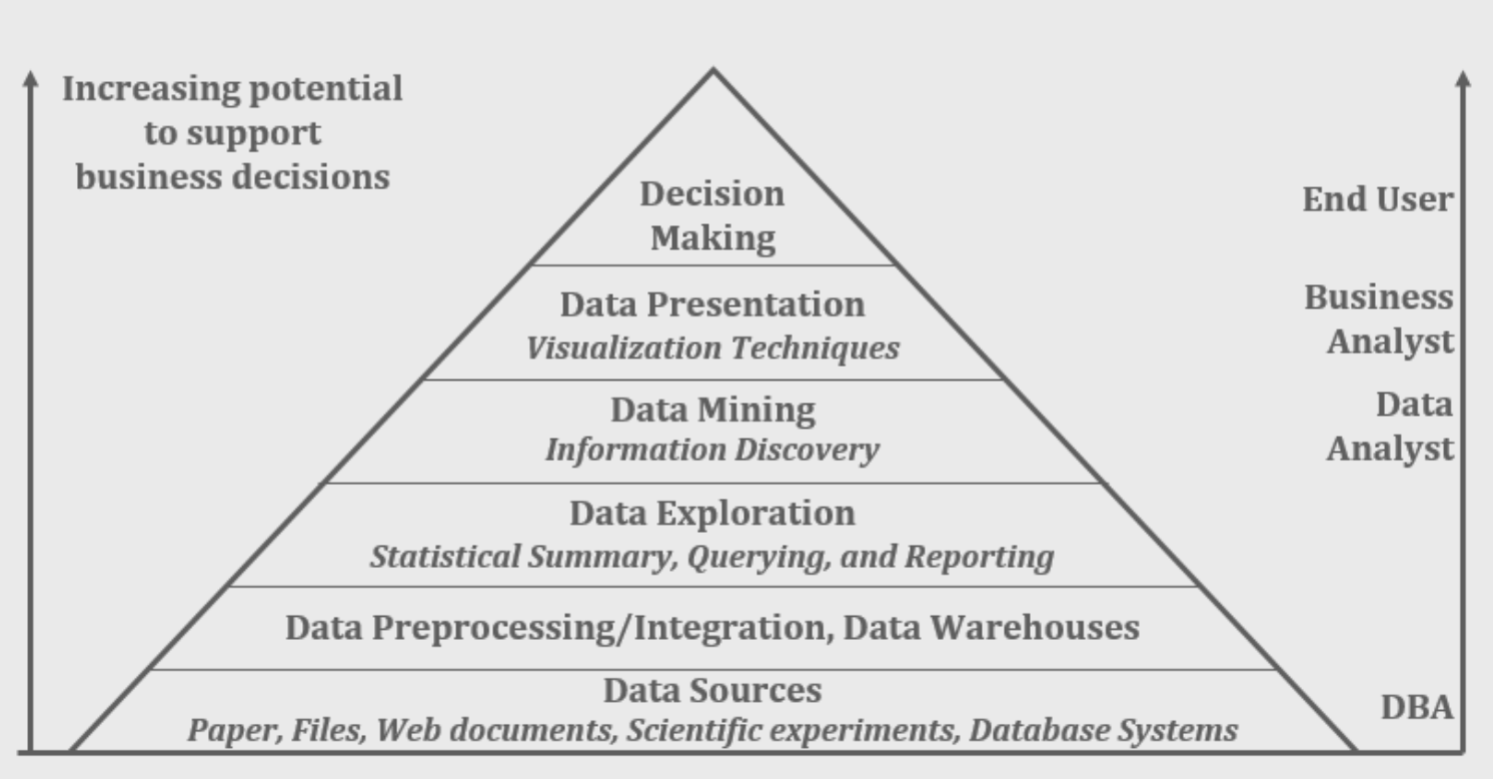 Increasing potential
to support
business decisions
Decision
Making
Data Presentation
Visualization Techniques
Data Mining
Information Discovery
Data Exploration
Statistical Summary, Querying, and Reporting
Data Preprocessing/Integration, Data Warehouses
Data Sources
Paper, Files, Web documents, Scientific experiments, Database Systems
End User
Business
Analyst
Data
Analyst
DBA